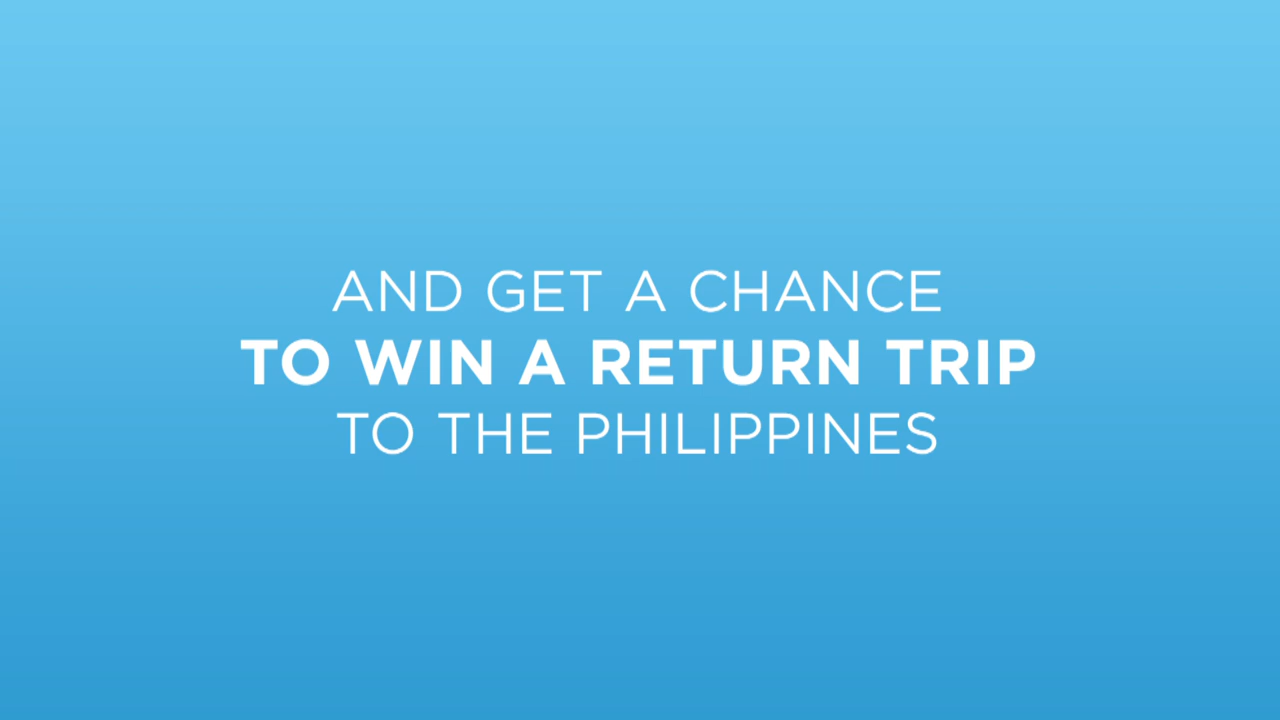 AND GET A CHANCE
TO WIN A RETURN TRIP
TO THE PHILIPPINES